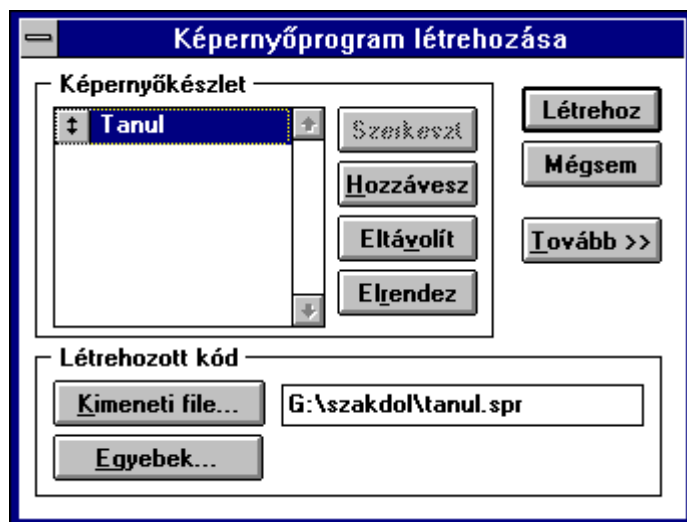 Képernyőprogram létrehozása
Képernyőkészlet
Tanul
Szerkeszt
Hozzávesz
Eltávolít
Elrendez
Létrehoz
Mégsem
Tovább >>
Létrehozott kód
Kimeneti file...
G:\szakdol\tanul.spr
Egyebek...